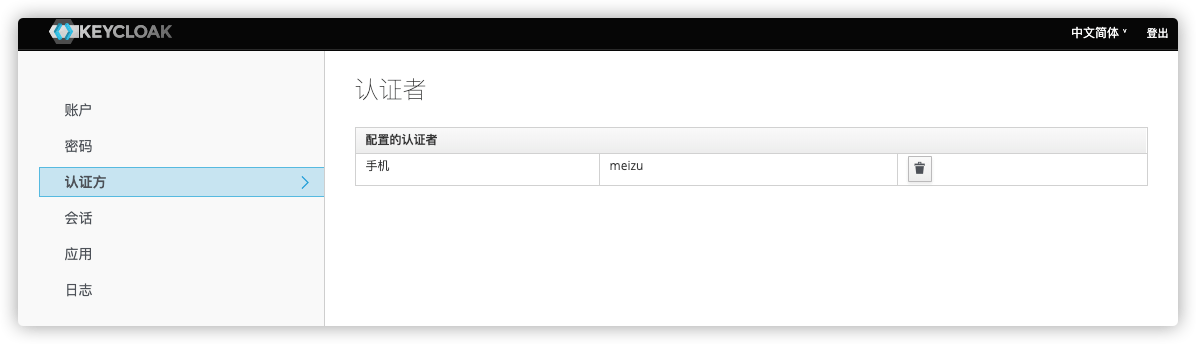 KEYCLOAK
中文简体 登出
账户
密码
认证方
会话
应用
日志
认证者
配置的认证者
手机 meizu